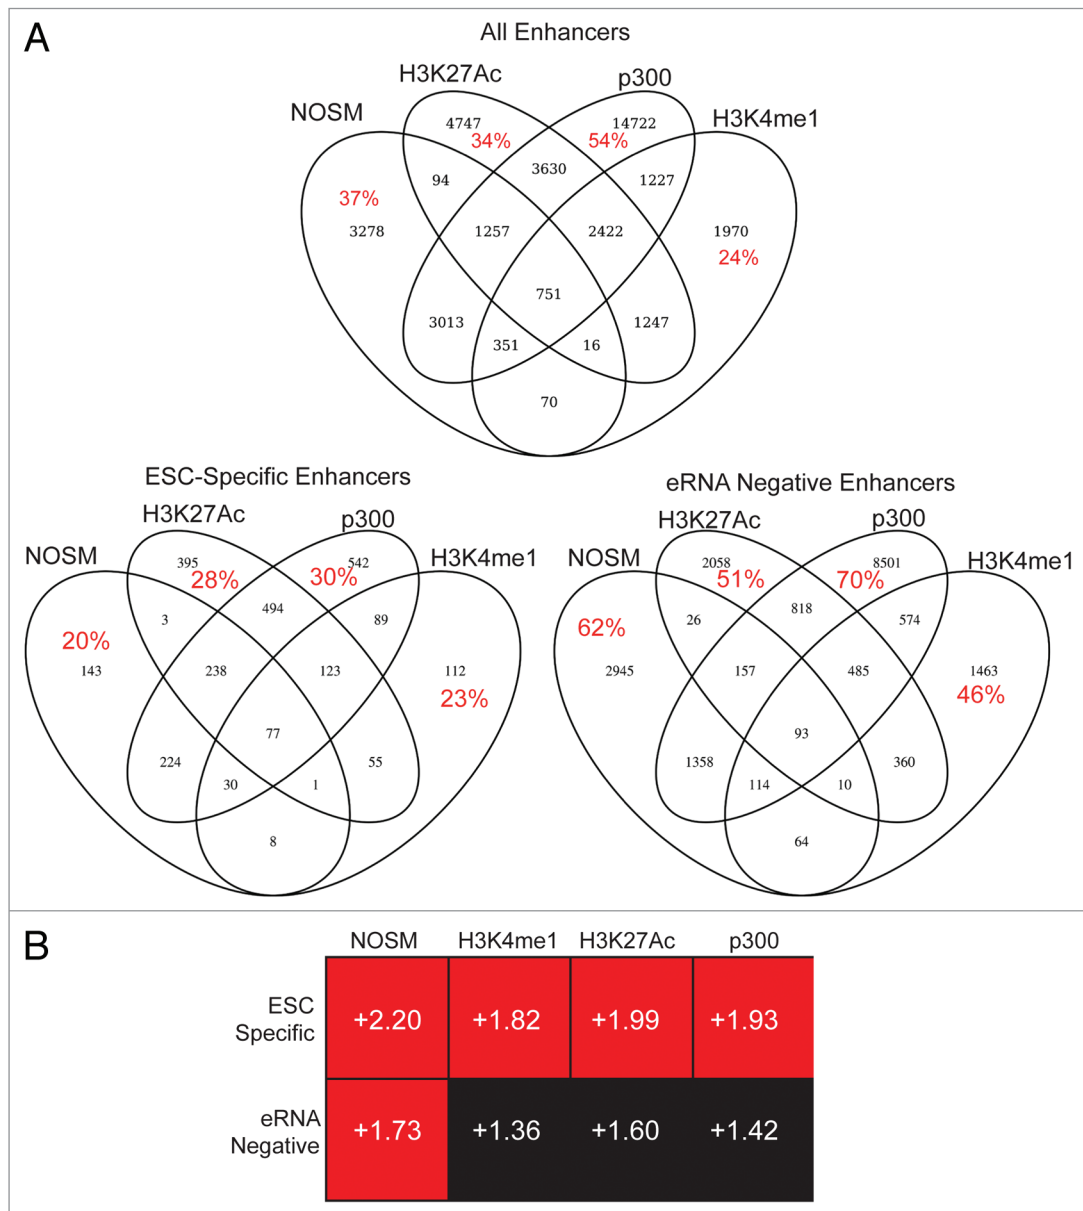 A
All Enhancers
H3K27Ac
p300
NOSM
H3K4me1
4747
14722
34%
54%
3630
94
1227
37%
3278
1257
2422
1970
24%
751
3013
1247
351
16
70
ESC-Specific Enhancers
H3K27Ac
p300
NOSM
H3K4me1
395
542
28%
30%
494
3
89
20%
143
238
123
112
23%
77
224
55
30
1
8
eRNA Negative Enhancers
H3K27Ac
p300
NOSM
H3K4me1
2058
8501
51%
70%
818
26
574
62%
2945
157
485
1463
46%
93
1358
360
114
10
64
B
NOSM H3K4me1 H3K27Ac p300
ESC
Specific
+2.20 +1.82 +1.99 +1.93
eRNA
Negative
+1.73 +1.36 +1.60 +1.42